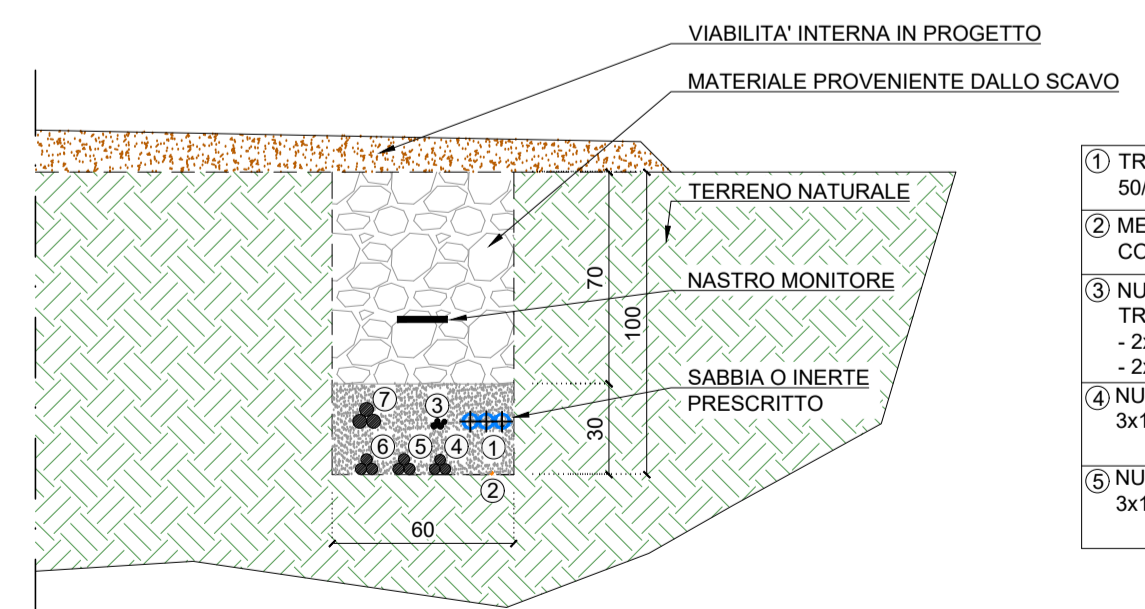 VIABILITA' INTERNA IN PROGETTO
MATERIALE PROVENIENTE DALLO SCAVO
TERRENO NATURALE
NASTRO MONITORE
SABBIA O INERTE
PRESCRITTO
70
100
30
60
7
3
6
5
4
1
2
1 TR
50/
2 ME
CO
3 NU
TR
- 2
- 2
4 NU
3x1
5 NU
3x1